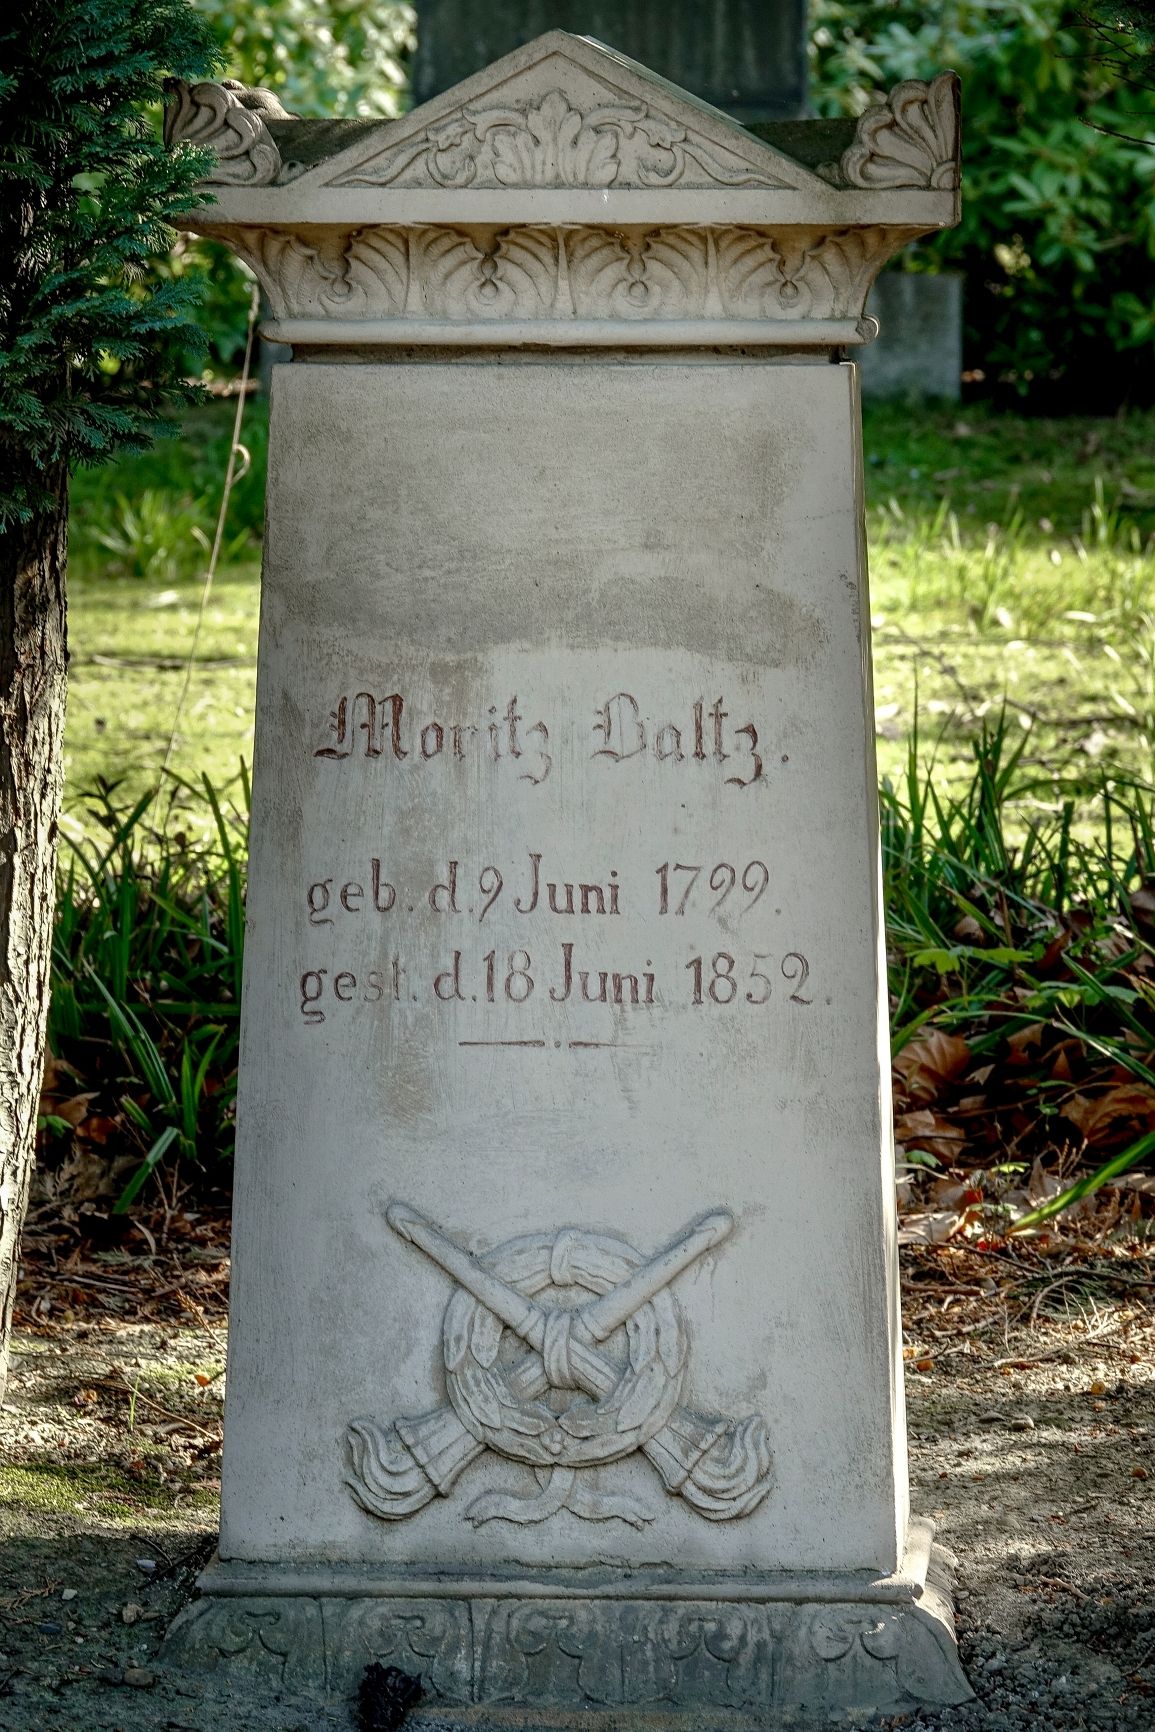 Moritz Baltz.
geb. d. 9 Juni 1799.
gest. d. 18 Juni 1852.